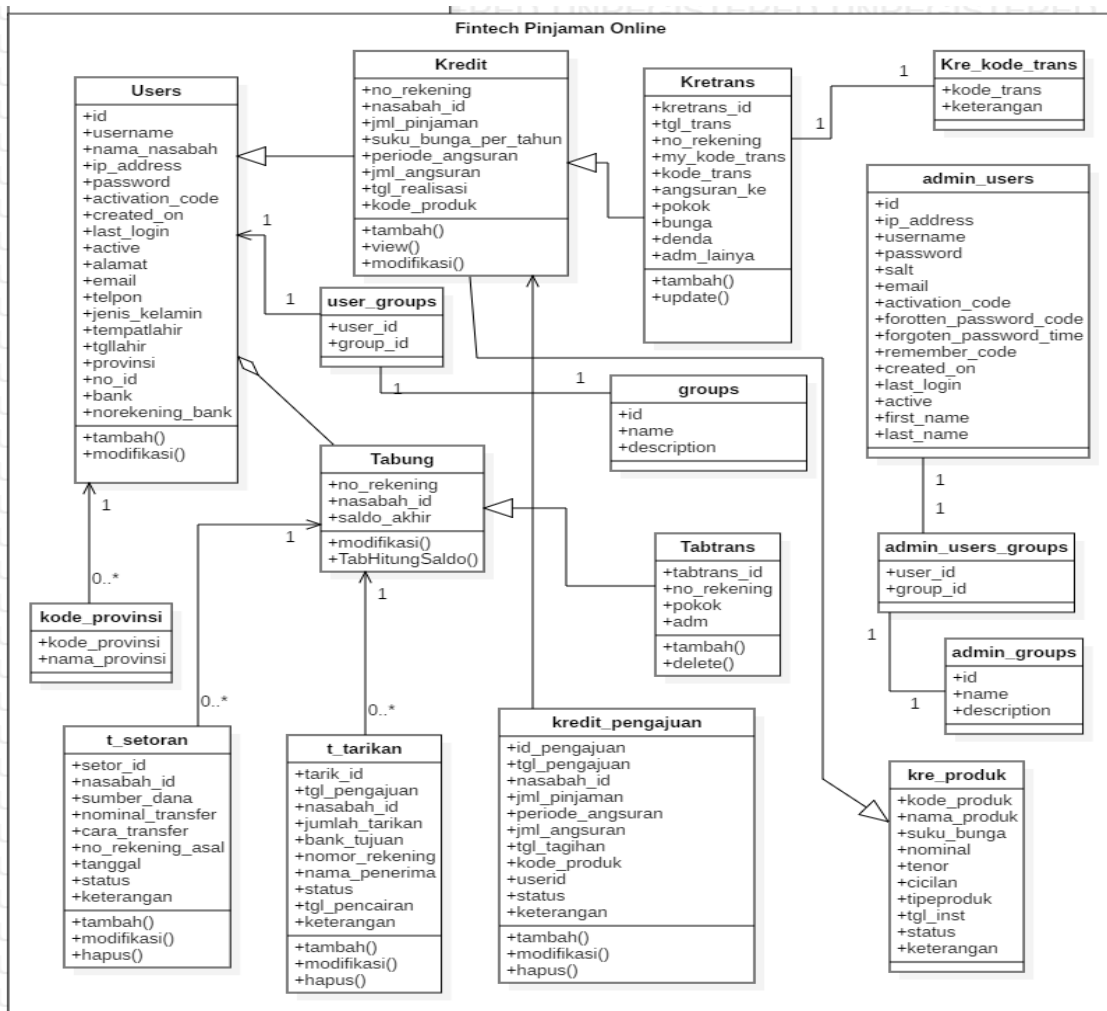 Fintech Pinjaman Online
Users
+id
+username
+nama_nasabah
+ip_address
+password
+activation_code
+created_on
+last_login
+active
+alamat
+email
+telpon
+jenis_kelamin
+tempatlahir
+tgllahir
+provinsi
+no_id
+bank
+norekening_bank
+tambah()
+modifikasi()
Kredit
+no_rekening
+nasabah_id
+jml_pinjaman
+suku_bunga_per_tahun
+periode_angsuran
+jml_angsuran
+tgl_realisasi
+kode_produk
+tambah()
+view()
+modifikasi()
Kretrans
+kretrans_id
+tgl_trans
+no_rekening
+my_kode_trans
+kode_trans
+angsuran_ke
+pokok
+bunga
+denda
+adm_lainya
+tambah()
+update()
1
1
Kre_kode_trans
+kode_trans
+keterangan
admin_users
+id
+ip_address
+username
+password
+salt
+email
+activation_code
+forotten_password_code
+forgoten_password_time
+remember_code
+created_on
+last_login
+active
+first_name
+last_name
1
1
user_groups
+user_id
+group_id
1
1
groups
+id
+name
+description
Tabung
+no_rekening
+nasabah_id
+saldo_akhir
+modifikasi()
+TabHitungSaldo()
1
1
admin_users_groups
+user_id
+group_id
1
1
admin_groups
+id
+name
+description
Tabtrans
+tabtrans_id
+no_rekening
+pokok
+adm
+tambah()
+delete()
1
0..*
kode_provinsi
+kode_provinsi
+nama_provinsi
1
0..*
t_setoran
+setor_id
+nasabah_id
+sumber_dana
+nominal_transfer
+cara_transfer
+no_rekening_asal
+tanggal
+status
+keterangan
+tambah()
+modifikasi()
+hapus()
1
0..*
t_tarikan
+tarik_id
+tgl_pengajuan
+nasabah_id
+jumlah_tarikan
+bank_tujuan
+nomor_rekening
+nama_penerima
+status
+tgl_pencairan
+keterangan
+tambah()
+modifikasi()
+hapus()
kredit_pengajuan
+id_pengajuan
+tgl_pengajuan
+nasabah_id
+jml_pinjaman
+periode_angsuran
+jml_angsuran
+tgl_tagihan
+kode_produk
+userid
+status
+keterangan
+tambah()
+modifikasi()
+hapus()
kre_produk
+kode_produk
+nama_produk
+suku_bunga
+nominal
+tenor
+cicilan
+tipeproduk
+tgl_inst
+status
+keterangan